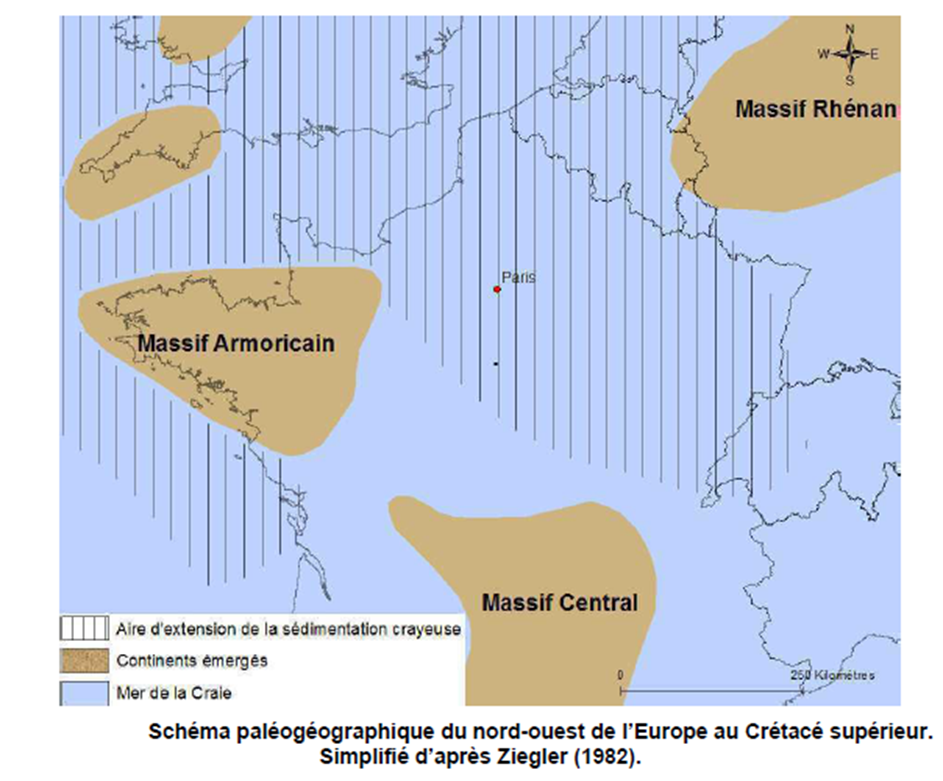 N
W E
S
Massif Rhénan
Paris
Massif Armoricain
Massif Central
Aire d'extension de la sédimentation crayeuse
Continents émergés
Mer de la Craie
0 250 Kilomètres
Schéma paléogéographique du nord-ouest de l'Europe au Crétacé supérieur.
Simplifié d'après Ziegler (1982).